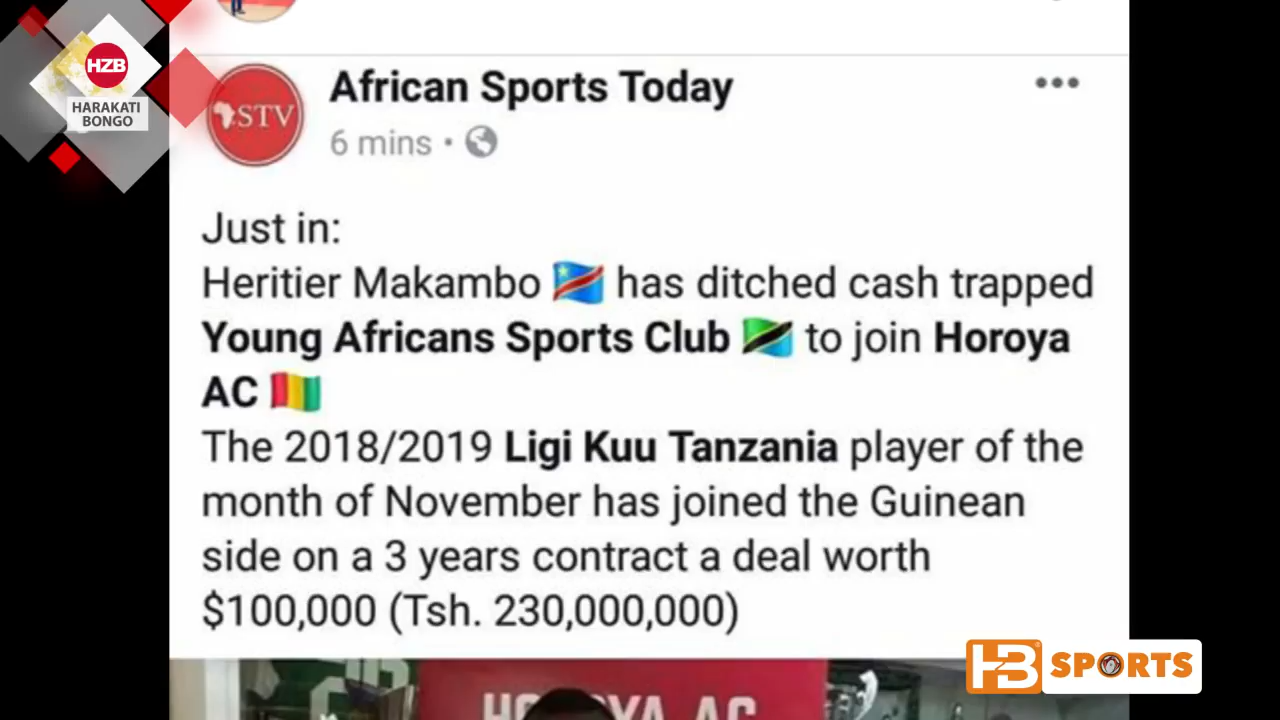 HZB
HARAKATI
BONGO
STV
African Sports Today
6 mins •
Just in:
Heritier Makambo 🇨🇩 has ditched cash trapped
Young Africans Sports Club 🇹🇿 to join Horoya
AC 🇬🇳
The 2018/2019 Ligi Kuu Tanzania player of the
month of November has joined the Guinean
side on a 3 years contract a deal worth
$100,000 (Tsh. 230,000,000)
AC
HB SPORTS